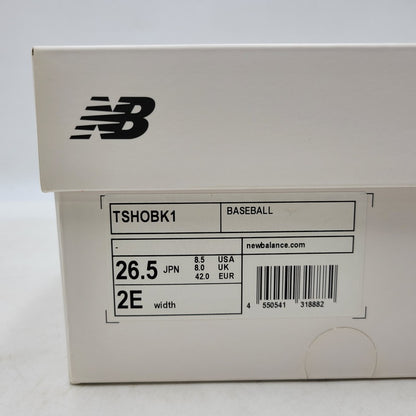 NB
TSHOBK1
BASEBALL
-
newbalance.com
26.5 JPN
8.5 USA
8.0 UK
42.0 EUR
2E width
4 550541 318882